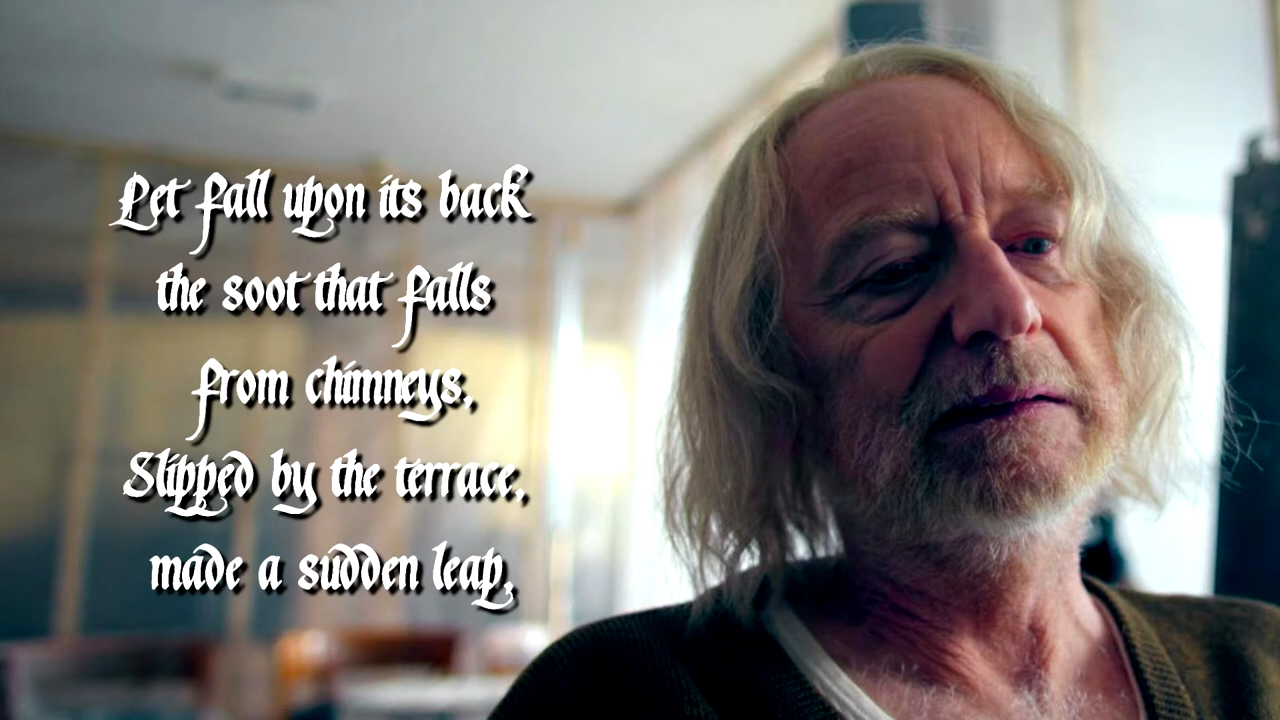 Let fall upon its back
the soot that falls
from chimneys,
Slipped by the terrace,
made a sudden leap,